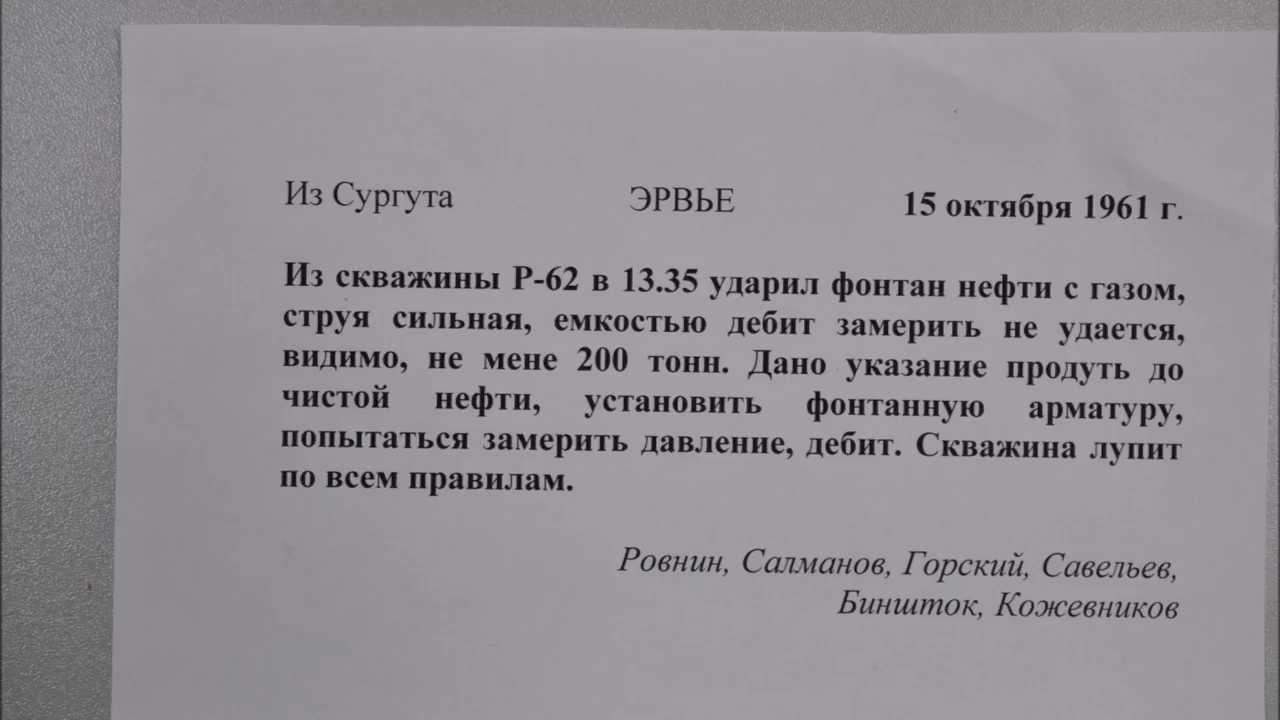 Из Сургута ЭРВЬЕ 15 октября 1961 г.
Из скважины Р-62 в 13.35 ударил фонтан нефти с газом,
струя сильная, емкостью дебит замерить не удается,
видимо, не мене 200 тонн. Дано указание продуть до
чистой нефти, установить фонтанную арматуру,
попытаться замерить давление, дебит. Скважина лупит
по всем правилам.
Ровнин, Салманов, Горский, Савельев,
Биншток, Кожевников